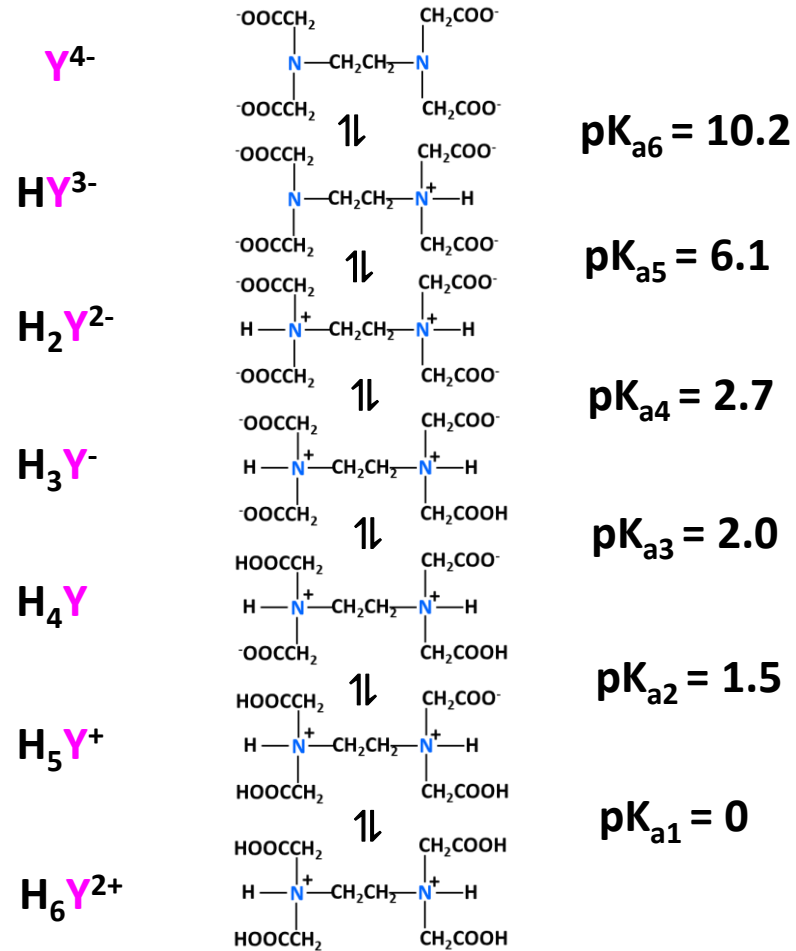 ⁻OOCCH₂ CH₂COO⁻
Y⁴⁻ N—CH₂CH₂—N
⁻OOCCH₂ CH₂COO⁻
⇌ pKₐ₆ = 10.2
⁻OOCCH₂ CH₂COO⁻
HY³⁻ N—CH₂CH₂—N⁺—H
⁻OOCCH₂ CH₂COO⁻
⇌ pKₐ₅ = 6.1
⁻OOCCH₂ CH₂COO⁻
H₂Y²⁻ H—N⁺—CH₂CH₂—N⁺—H
⁻OOCCH₂ CH₂COO⁻
⇌ pKₐ₄ = 2.7
⁻OOCCH₂ CH₂COO⁻
H₃Y⁻ H—N⁺—CH₂CH₂—N⁺—H
⁻OOCCH₂ CH₂COOH
⇌ pKₐ₃ = 2.0
HOOCCH₂ CH₂COO⁻
H₄Y H—N⁺—CH₂CH₂—N⁺—H
⁻OOCCH₂ CH₂COOH
⇌ pKₐ₂ = 1.5
HOOCCH₂ CH₂COO⁻
H₅Y⁺ H—N⁺—CH₂CH₂—N⁺—H
HOOCCH₂ CH₂COOH
⇌ pKₐ₁ = 0
HOOCCH₂ CH₂COOH
H₆Y²⁺ H—N⁺—CH₂CH₂—N⁺—H
HOOCCH₂ CH₂COOH